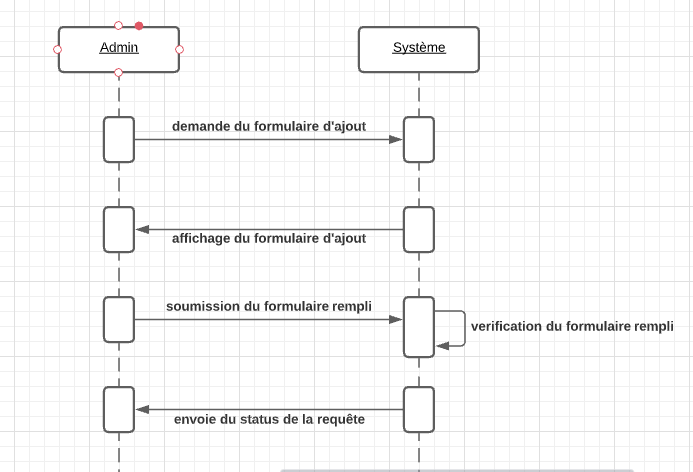 Admin
Système
demande du formulaire d'ajout
affichage du formulaire d'ajout
soumission du formulaire rempli
verification du formulaire rempli
envoie du status de la requête